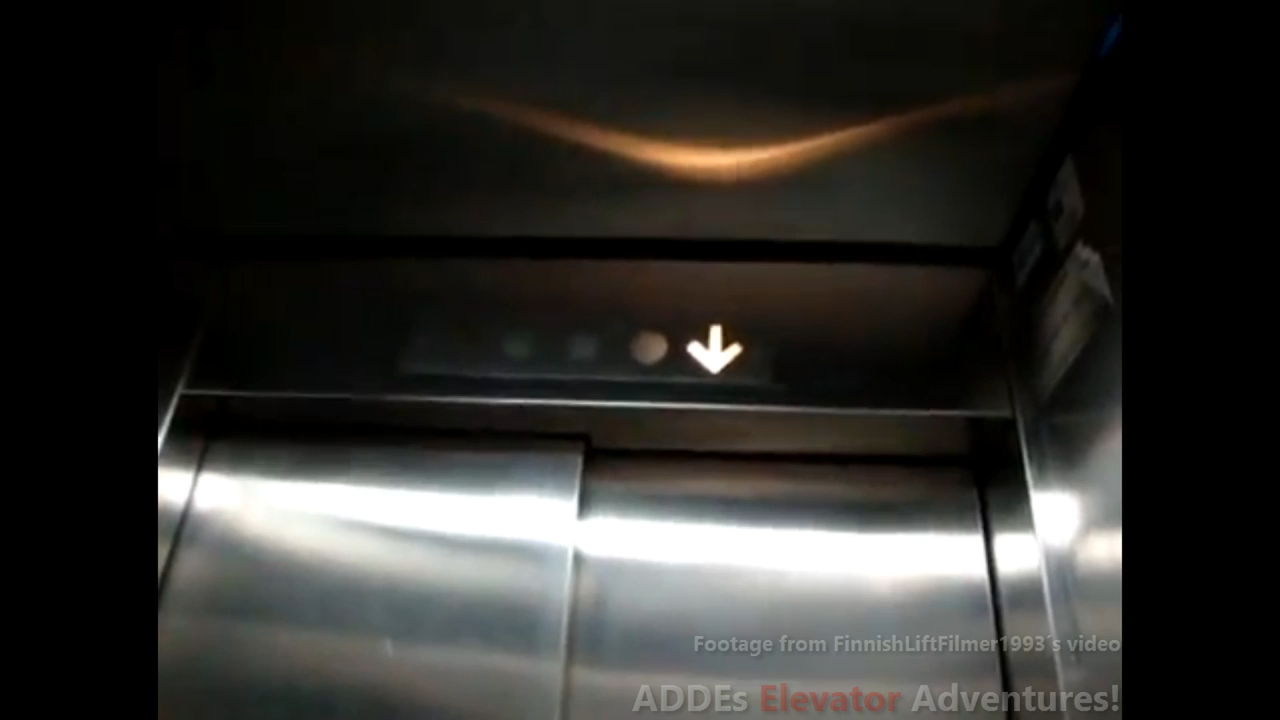 Footage from FinnishLiftFilmer1993´s video
ADDEs Elevator Adventures!